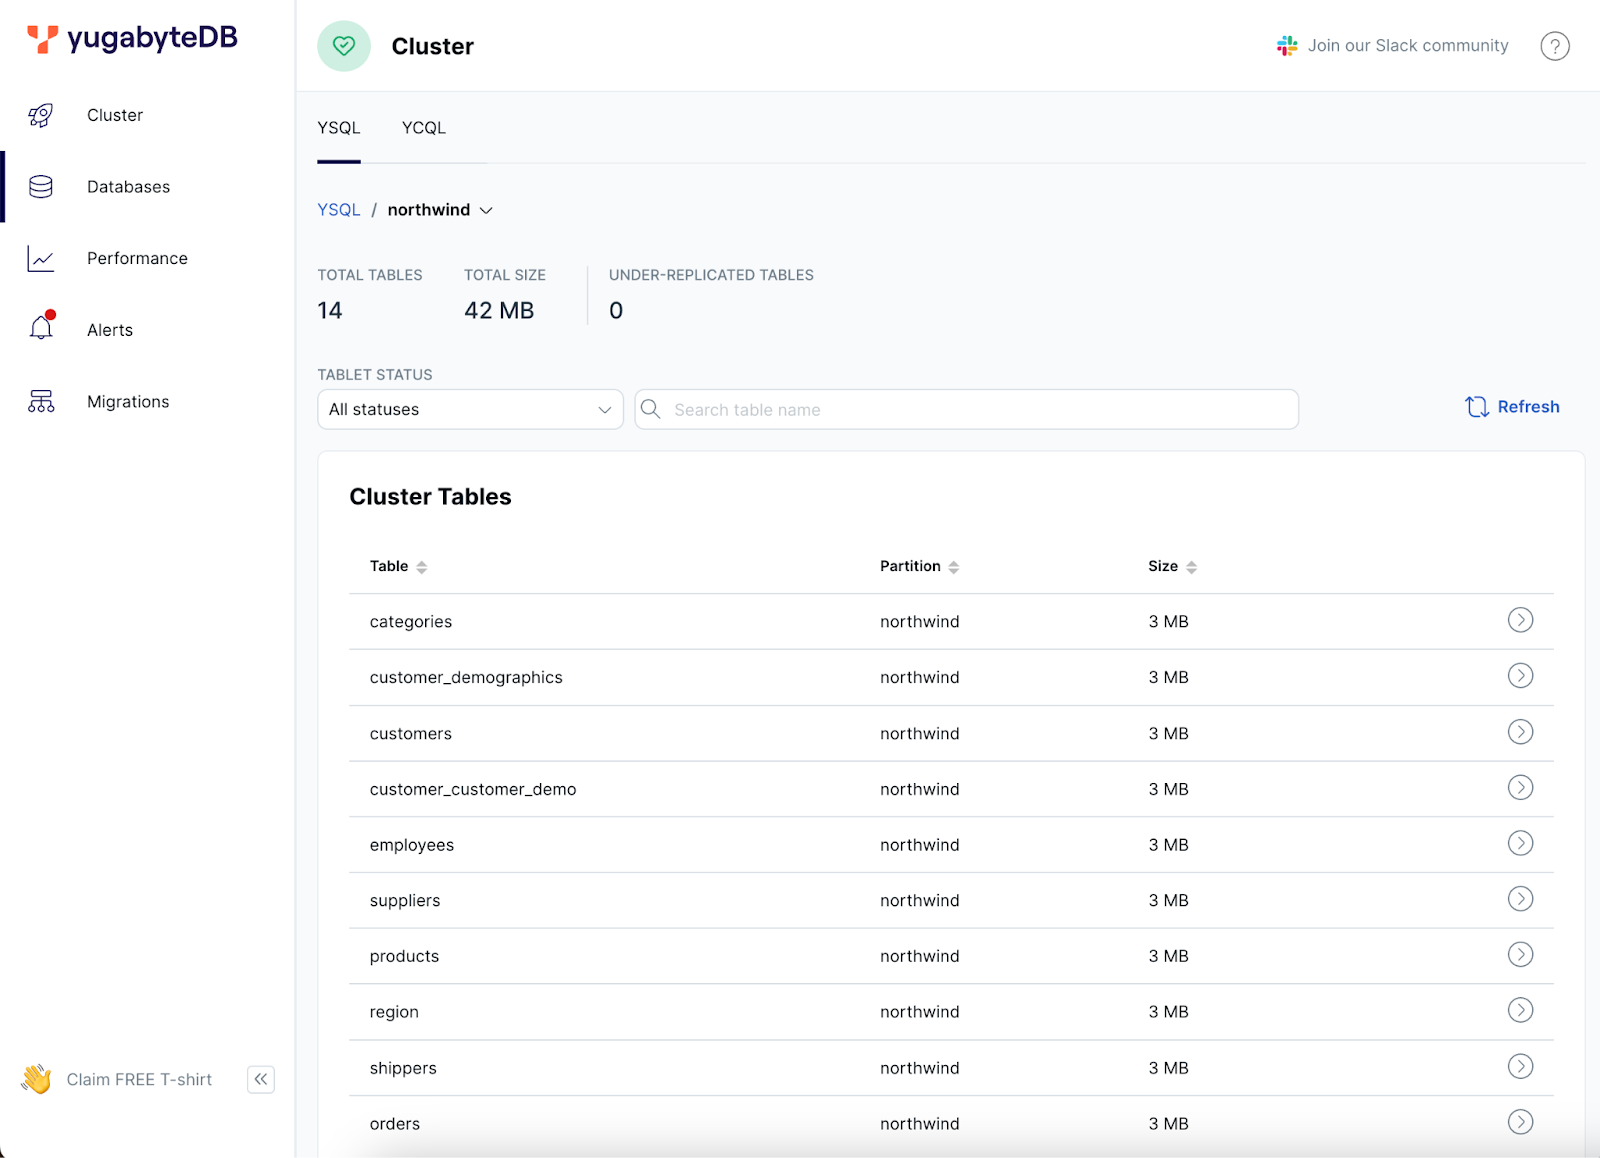 yugabyteDB
Cluster
Databases
Performance
Alerts
Migrations
Claim FREE T-shirt
Cluster
Join our Slack community
?
YSQL YCQL
YSQL / northwind
TOTAL TABLES TOTAL SIZE UNDER-REPLICATED TABLES
14 42 MB 0
TABLET STATUS
All statuses Search table name Refresh
Cluster Tables
Table Partition Size
categories northwind 3 MB
customer_demographics northwind 3 MB
customers northwind 3 MB
customer_customer_demo northwind 3 MB
employees northwind 3 MB
suppliers northwind 3 MB
products northwind 3 MB
region northwind 3 MB
shippers northwind 3 MB
orders northwind 3 MB